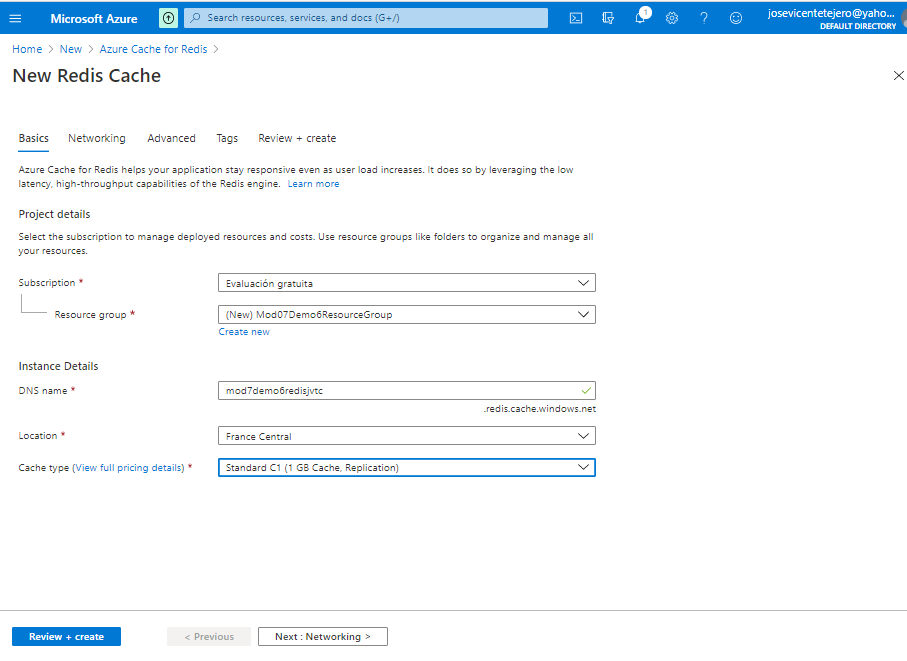 Microsoft Azure
Search resources, services, and docs (G+/)
1
josevicentetejero@yaho...
DEFAULT DIRECTORY
Home > New > Azure Cache for Redis >
New Redis Cache
Basics Networking Advanced Tags Review + create
Azure Cache for Redis helps your application stay responsive even as user load increases. It does so by leveraging the low
latency, high-throughput capabilities of the Redis engine. Learn more
Project details
Select the subscription to manage deployed resources and costs. Use resource groups like folders to organize and manage all
your resources.
Subscription * Evaluación gratuita
Resource group * (New) Mod07Demo6ResourceGroup
Create new
Instance Details
DNS name * mod7demo6redisjvtc
.redis.cache.windows.net
Location * France Central
Cache type (View full pricing details) * Standard C1 (1 GB Cache, Replication)
Review + create < Previous Next : Networking >